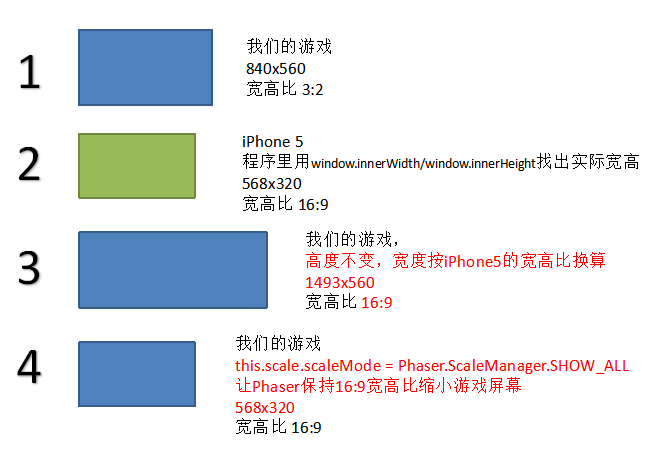 1
我们的游戏
840x560
宽高比 3:2
2
iPhone 5
程序里用window.innerWidth/window.innerHeight找出实际宽高
568x320
宽高比 16:9
3
我们的游戏，
高度不变，宽度按iPhone5的宽高比换算
1493x560
宽高比 16:9
4
我们的游戏
this.scale.scaleMode = Phaser.ScaleManager.SHOW_ALL
让Phaser保持16:9宽高比缩小游戏屏幕
568x320
宽高比 16:9